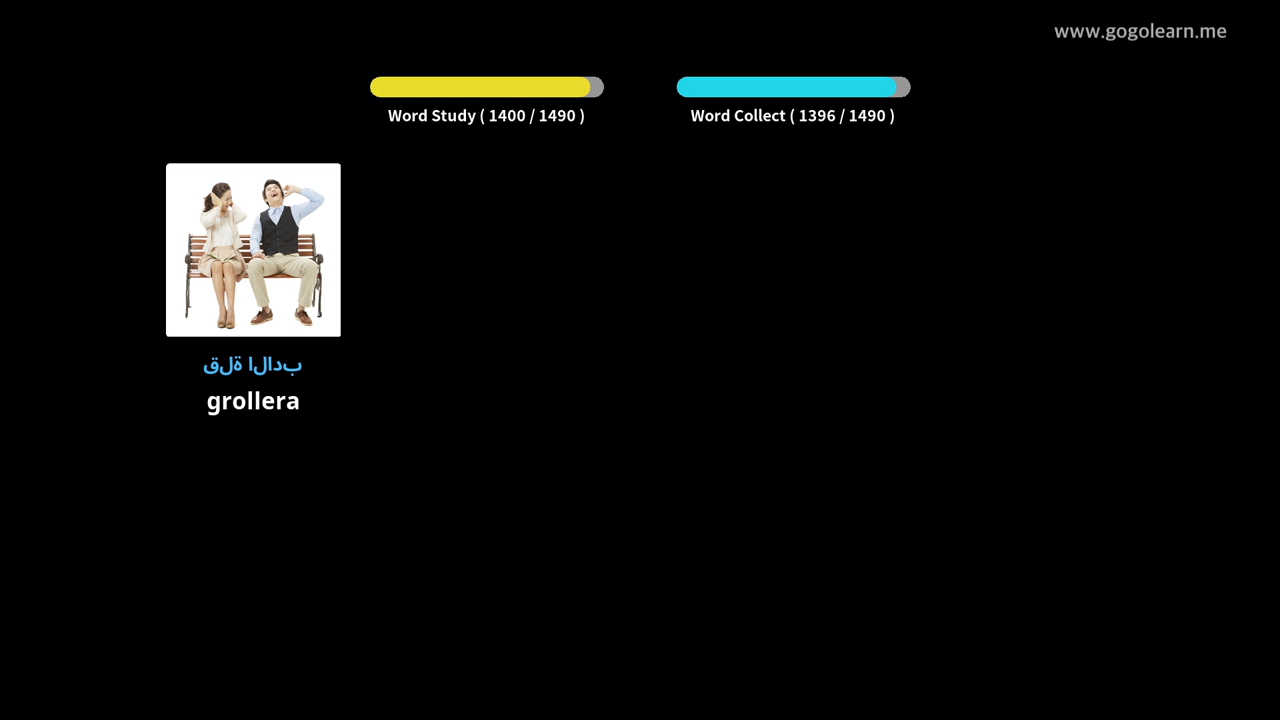 www.gogolearn.me
Word Study ( 1400 / 1490 )
Word Collect ( 1396 / 1490 )
قلة الادب
grollera